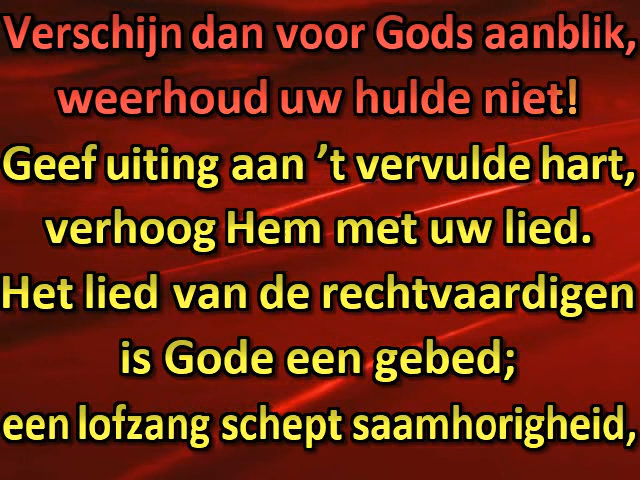 Verschijn dan voor Gods aanblik,
weerhoud uw hulde niet!
Geef uiting aan ’t vervulde hart,
verhoog Hem met uw lied.
Het lied van de rechtvaardigen
is Gode een gebed;
een lofzang schept saamhorigheid,